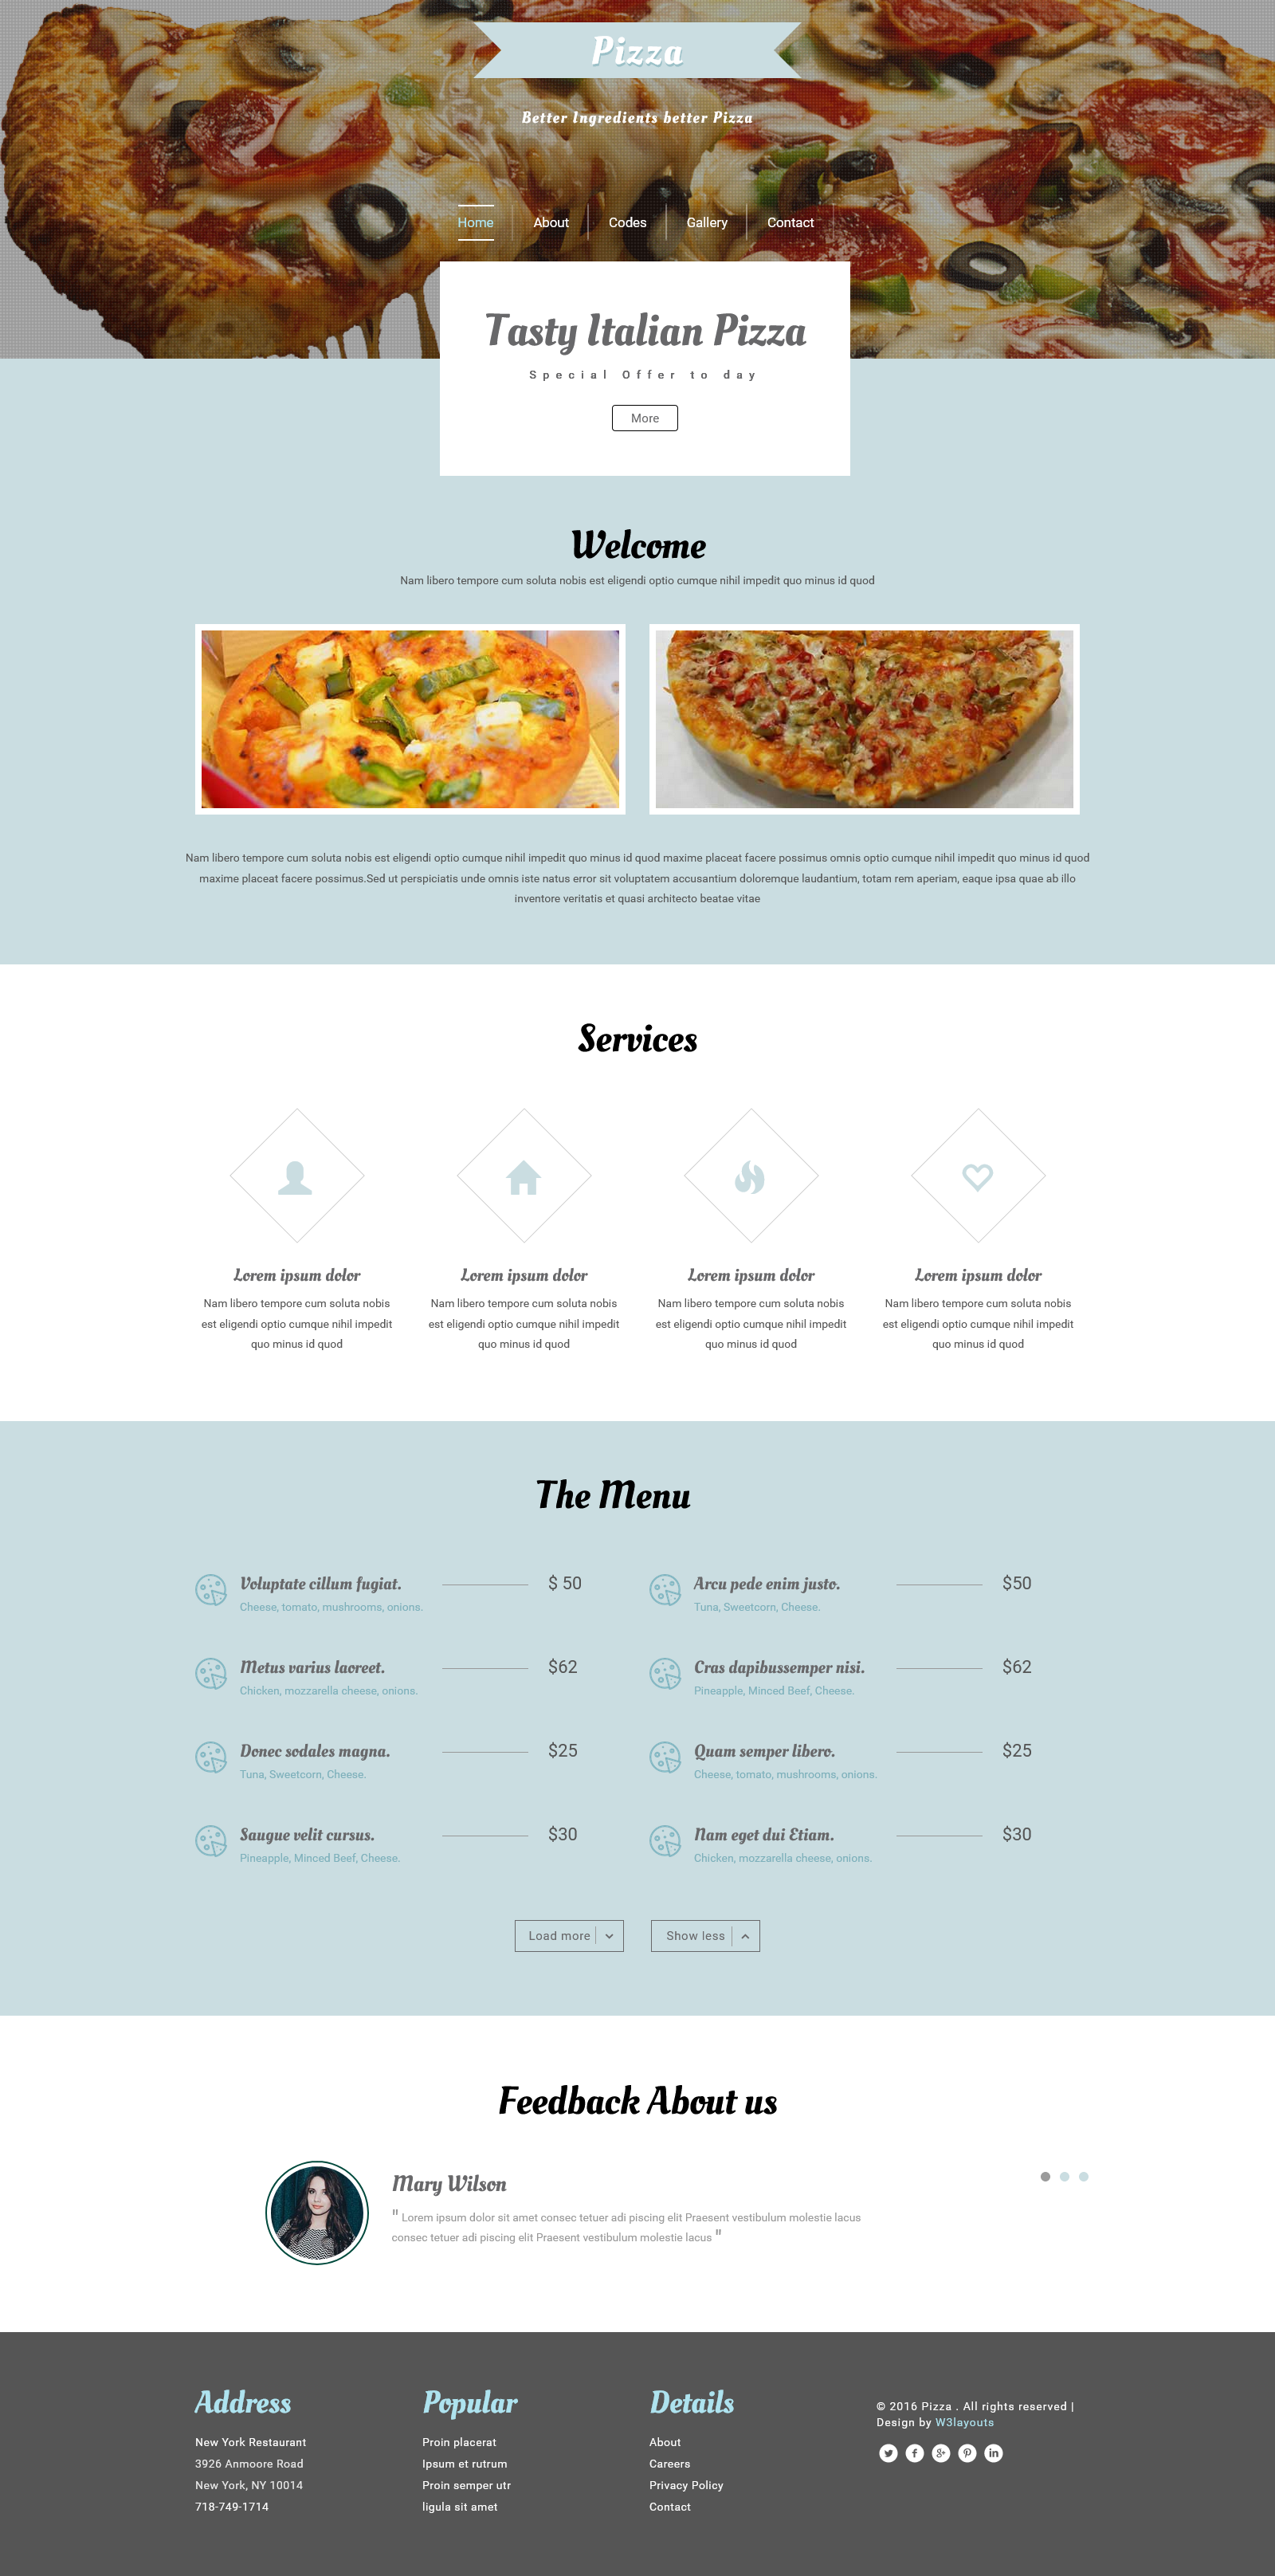 Pizza
Better Ingredients better Pizza
Home About Codes Gallery Contact
Tasty Italian Pizza
Special Offer to day
More
Welcome
Nam libero tempore cum soluta nobis est eligendi optio cumque nihil impedit quo minus id quod
Nam libero tempore cum soluta nobis est eligendi optio cumque nihil impedit quo minus id quod maxime placeat facere possimus omnis optio cumque nihil impedit quo minus id quod
maxime placeat facere possimus.Sed ut perspiciatis unde omnis iste natus error sit voluptatem accusantium doloremque laudantium, totam rem aperiam, eaque ipsa quae ab illo
inventore veritatis et quasi architecto beatae vitae
Services
Lorem ipsum dolor
Nam libero tempore cum soluta nobis
est eligendi optio cumque nihil impedit
quo minus id quod
Lorem ipsum dolor
Nam libero tempore cum soluta nobis
est eligendi optio cumque nihil impedit
quo minus id quod
Lorem ipsum dolor
Nam libero tempore cum soluta nobis
est eligendi optio cumque nihil impedit
quo minus id quod
Lorem ipsum dolor
Nam libero tempore cum soluta nobis
est eligendi optio cumque nihil impedit
quo minus id quod
The Menu
Voluptate cillum fugiat. $ 50
Cheese, tomato, mushrooms, onions.
Arcu pede enim justo. $50
Tuna, Sweetcorn, Cheese.
Metus varius laoreet. $62
Chicken, mozzarella cheese, onions.
Cras dapibussemper nisi. $62
Pineapple, Minced Beef, Cheese.
Donec sodales magna. $25
Tuna, Sweetcorn, Cheese.
Quam semper libero. $25
Cheese, tomato, mushrooms, onions.
Saugue velit cursus. $30
Pineapple, Minced Beef, Cheese.
Nam eget dui Etiam. $30
Chicken, mozzarella cheese, onions.
Load more
Show less
Feedback About us
Mary Wilson
" Lorem ipsum dolor sit amet consec tetuer adi piscing elit Praesent vestibulum molestie lacus
consec tetuer adi piscing elit Praesent vestibulum molestie lacus "
Address
New York Restaurant
3926 Anmoore Road
New York, NY 10014
718-749-1714
Popular
Proin placerat
Ipsum et rutrum
Proin semper utr
ligula sit amet
Details
About
Careers
Privacy Policy
Contact
© 2016 Pizza . All rights reserved |
Design by W3layouts